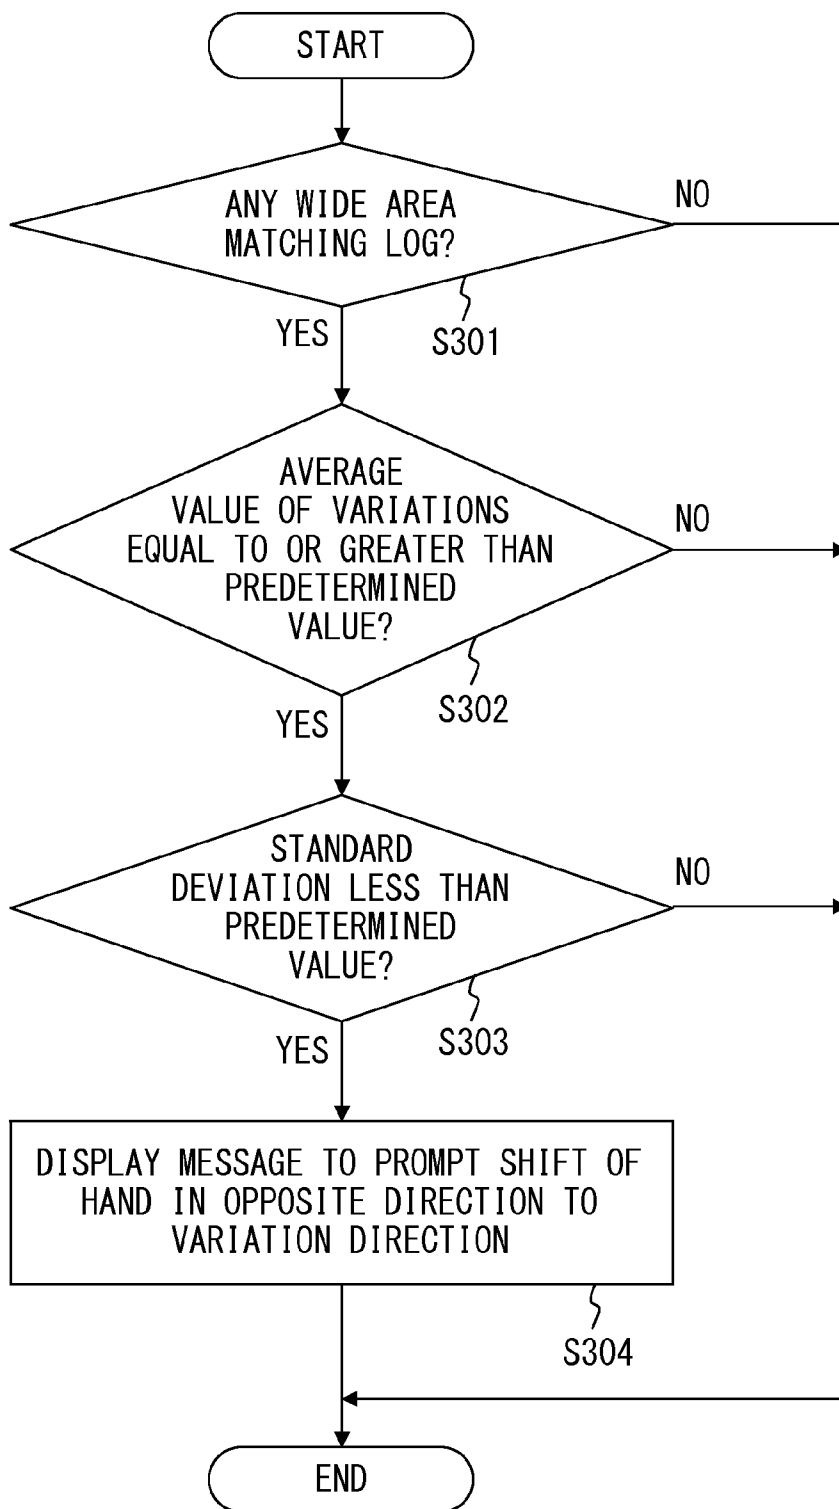 START
ANY WIDE AREA
MATCHING LOG?
NO
S301
YES
AVERAGE
VALUE OF VARIATIONS
EQUAL TO OR GREATER THAN
PREDETERMINED
VALUE?
NO
S302
YES
STANDARD
DEVIATION LESS THAN
PREDETERMINED
VALUE?
NO
S303
YES
DISPLAY MESSAGE TO PROMPT SHIFT OF
HAND IN OPPOSITE DIRECTION TO
VARIATION DIRECTION
S304
END